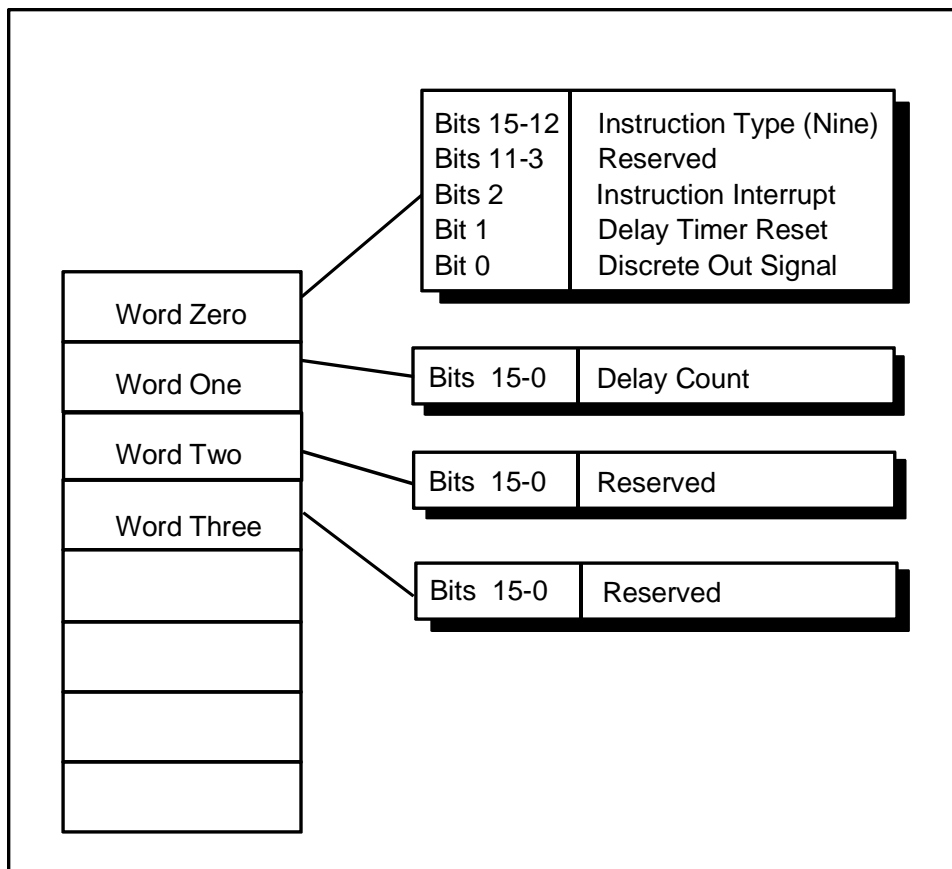 Bits 15-12 Instruction Type (Nine)
Bits 11-3 Reserved
Bits 2 Instruction Interrupt
Bit 1 Delay Timer Reset
Bit 0 Discrete Out Signal
Word Zero
Word One
Bits 15-0 Delay Count
Word Two
Bits 15-0 Reserved
Word Three
Bits 15-0 Reserved